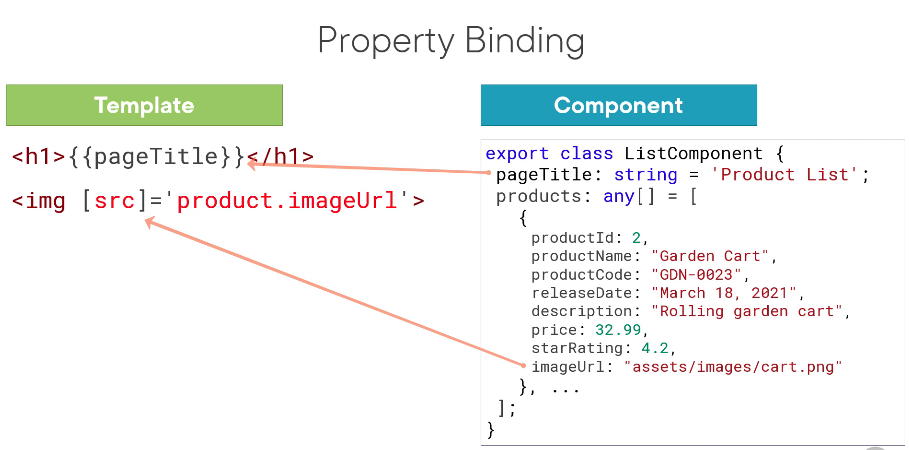 Property Binding
Template
Component
<h1>{{pageTitle}}</h1>
<img [src]='product.imageUrl'>
export class ListComponent {
pageTitle: string = 'Product List';
products: any[] = [
{
productId: 2,
productName: "Garden Cart",
productCode: "GDN-0023",
releaseDate: "March 18, 2021",
description: "Rolling garden cart",
price: 32.99,
starRating: 4.2,
imageUrl: "assets/images/cart.png"
}, ...
];
}